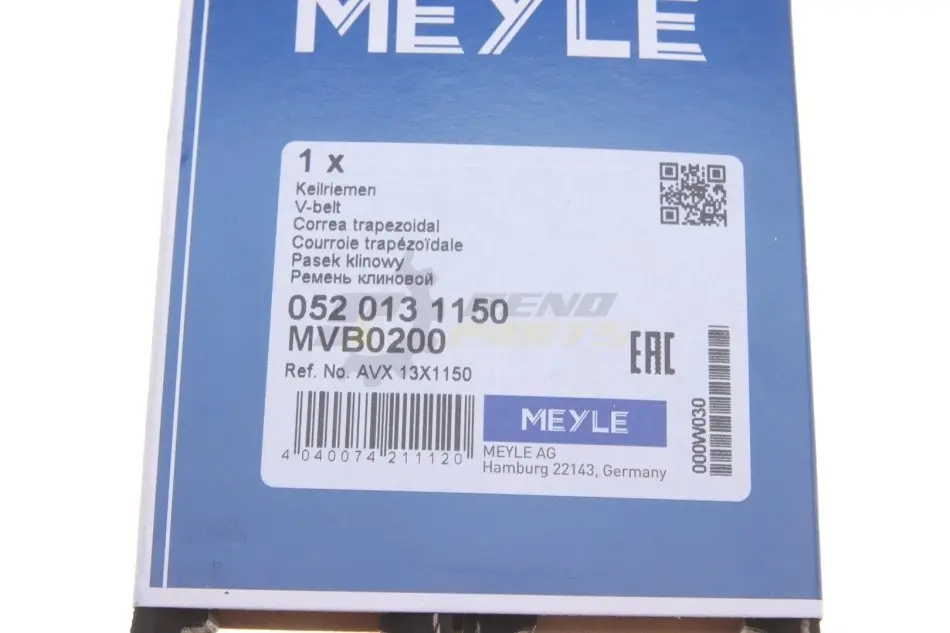 MEYLE
1 x
Keilriemen
V-belt
Correa trapezoidal
Courroie trapézoïdale
Pasek klinowy
Ремень клиновой
052 013 1150
MVB0200
Ref. No. AVX 13X1150
EAC
4 040074 211120
MEYLE
MEYLE AG
Hamburg 22143, Germany
000W030